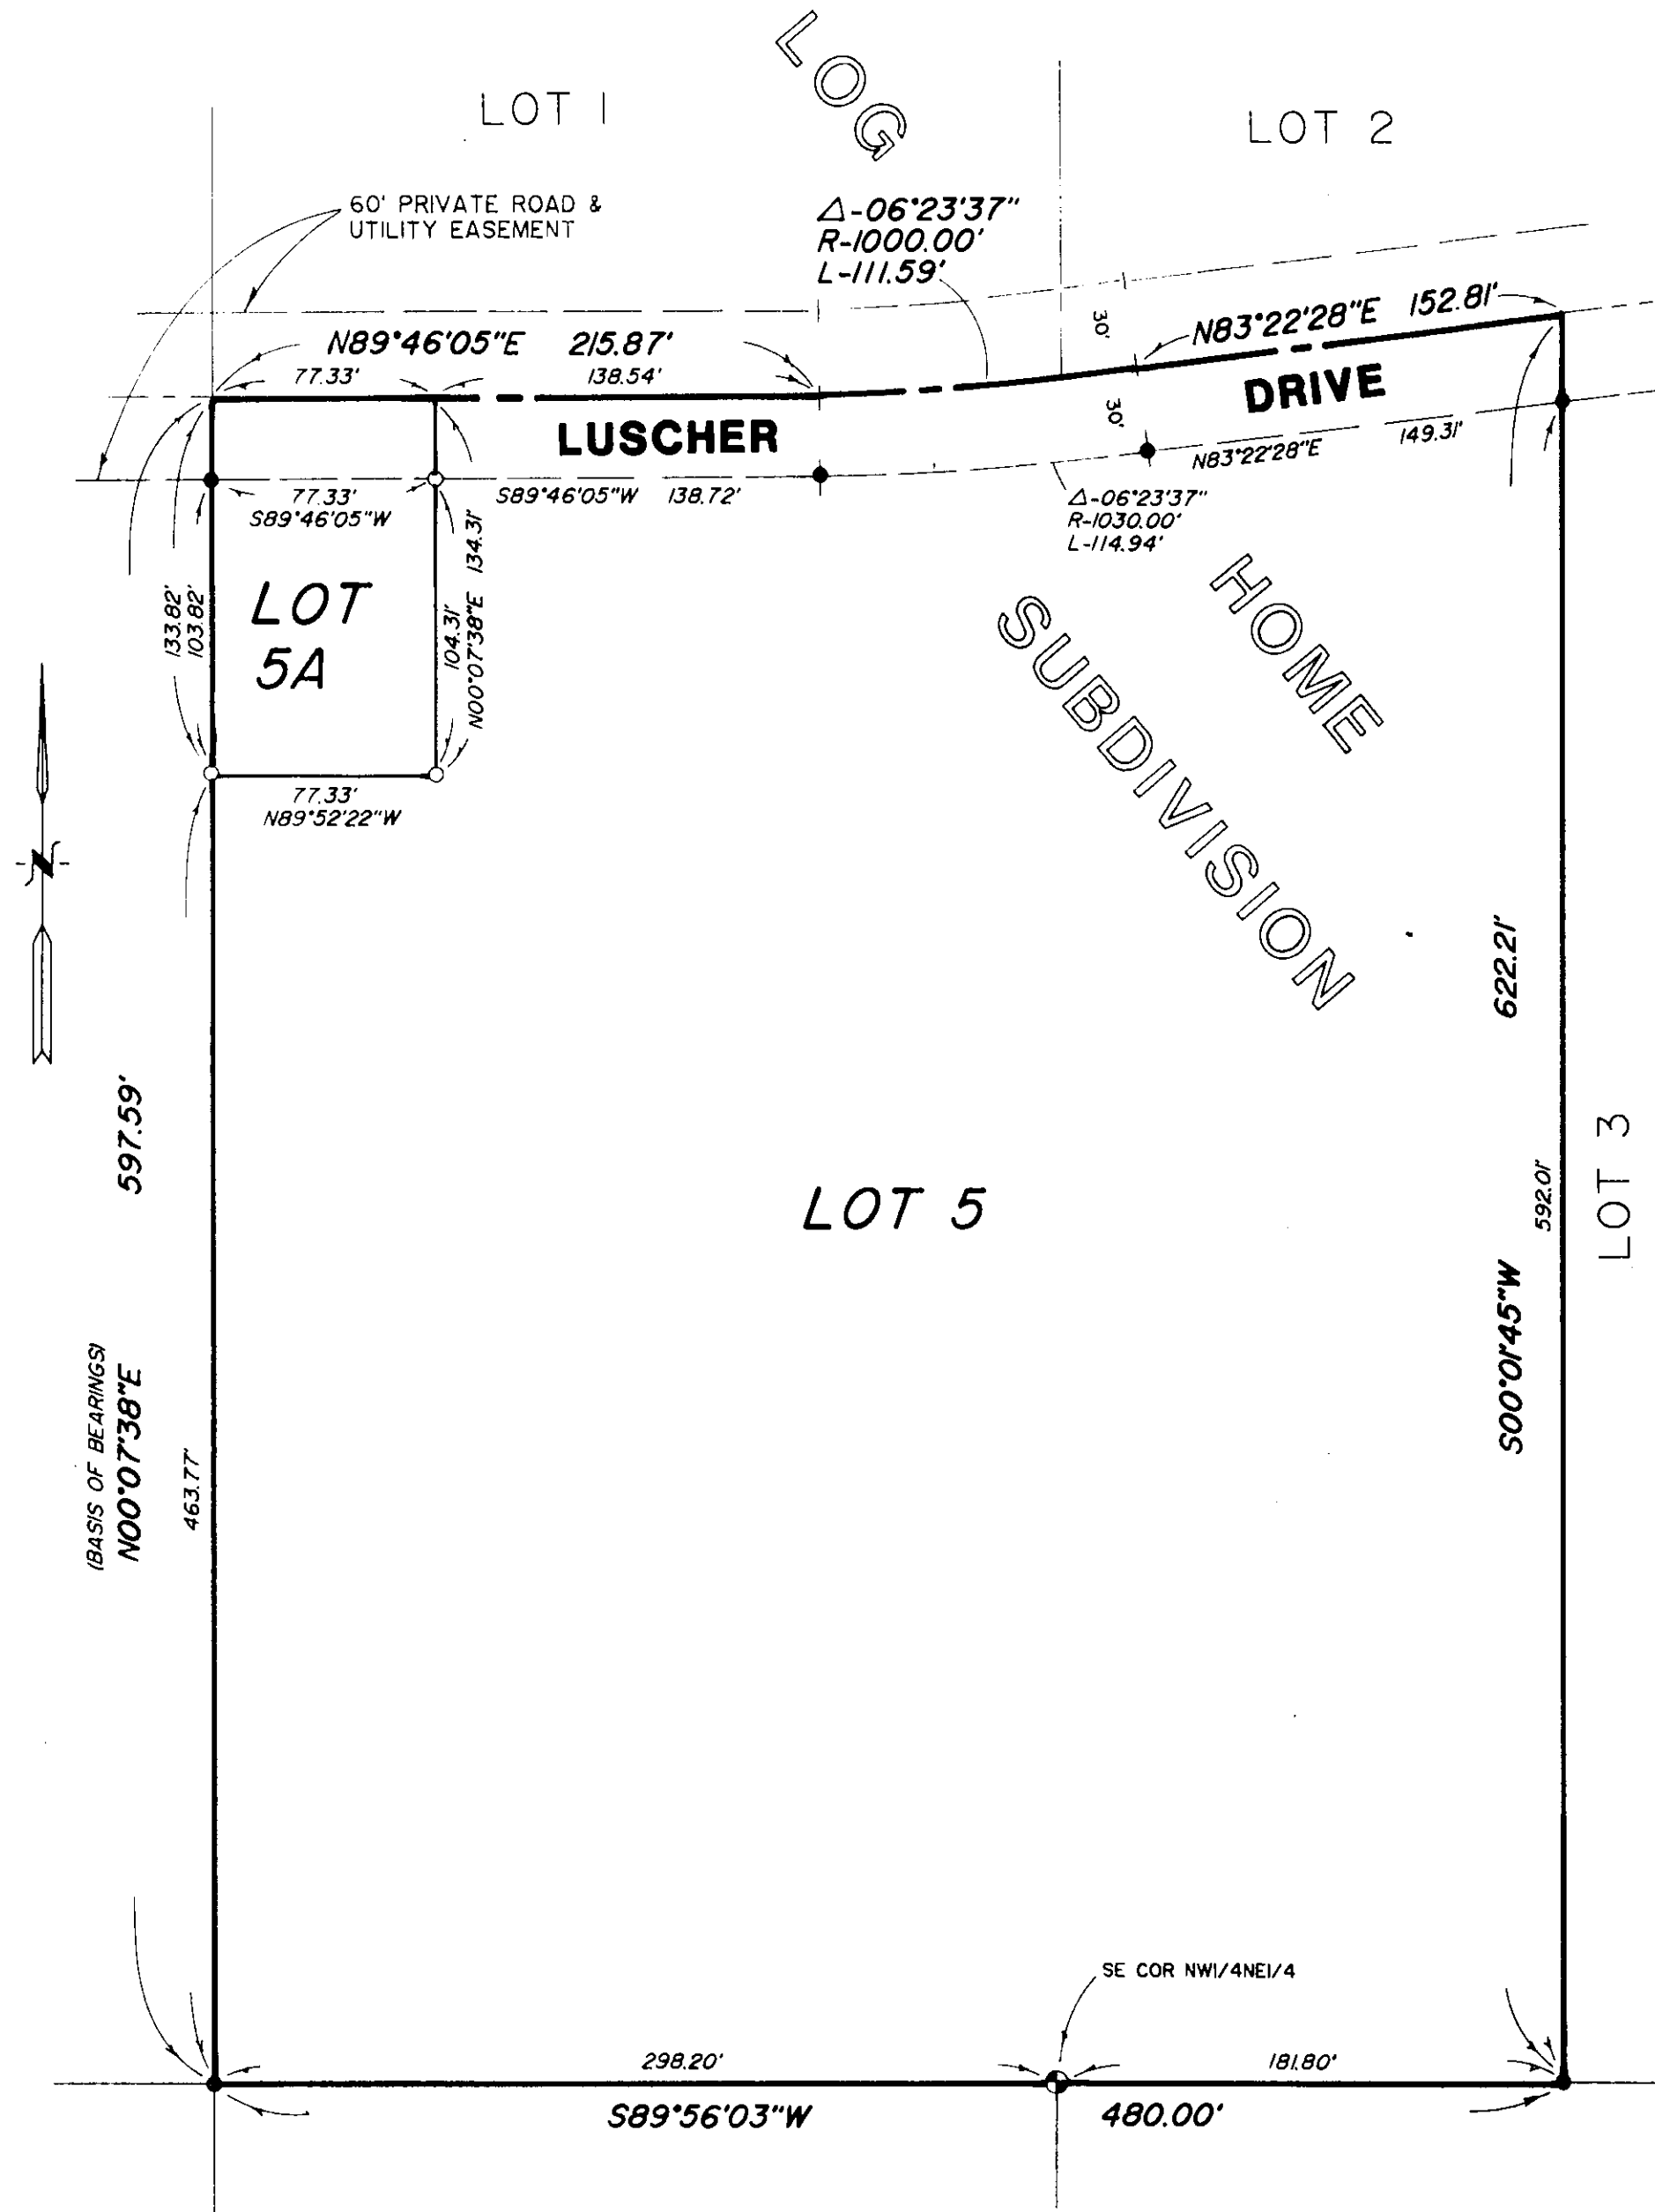 LOG
LOT 1
LOT 2
60' PRIVATE ROAD &
UTILITY EASEMENT
Δ-06°23'37"
R-1000.00'
L-111.59'
N89°46'05"E 215.87'
77.33'
138.54'
30'
N83°22'28"E 152.81'
LUSCHER
DRIVE
30'
N83°22'28"E 149.31'
77.33'
S89°46'05"W
S89°46'05"W 138.72'
Δ-06°23'37"
R-1030.00'
L-114.94'
133.82'
103.82'
LOT
5A
104.31'
N00°07'38"E 134.31'
77.33'
N89°52'22"W
HOME
SUBDIVISION
N
597.59'
(BASIS OF BEARINGS)
N00°07'38"E
463.77'
LOT 5
622.21'
S00°01'45"W
592.01'
LOT 3
SE COR NW1/4NE1/4
298.20'
181.80'
S89°56'03"W 480.00'